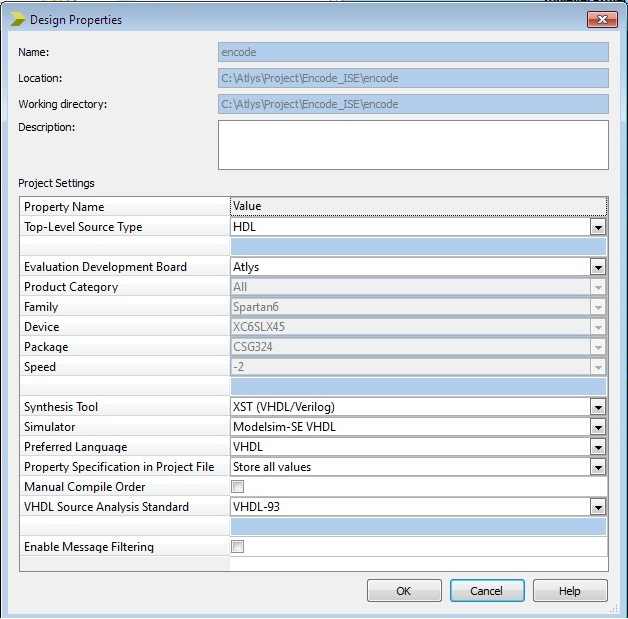 Design Properties
Name: encode
Location: C:\Atlys\Project\Encode_ISE\encode
Working directory: C:\Atlys\Project\Encode_ISE\encode
Description:
Project Settings
Property Name Value
Top-Level Source Type HDL
Evaluation Development Board Atlys
Product Category All
Family Spartan6
Device XC6SLX45
Package CSG324
Speed -2
Synthesis Tool XST (VHDL/Verilog)
Simulator Modelsim-SE VHDL
Preferred Language VHDL
Property Specification in Project File Store all values
Manual Compile Order
VHDL Source Analysis Standard VHDL-93
Enable Message Filtering
OK Cancel Help